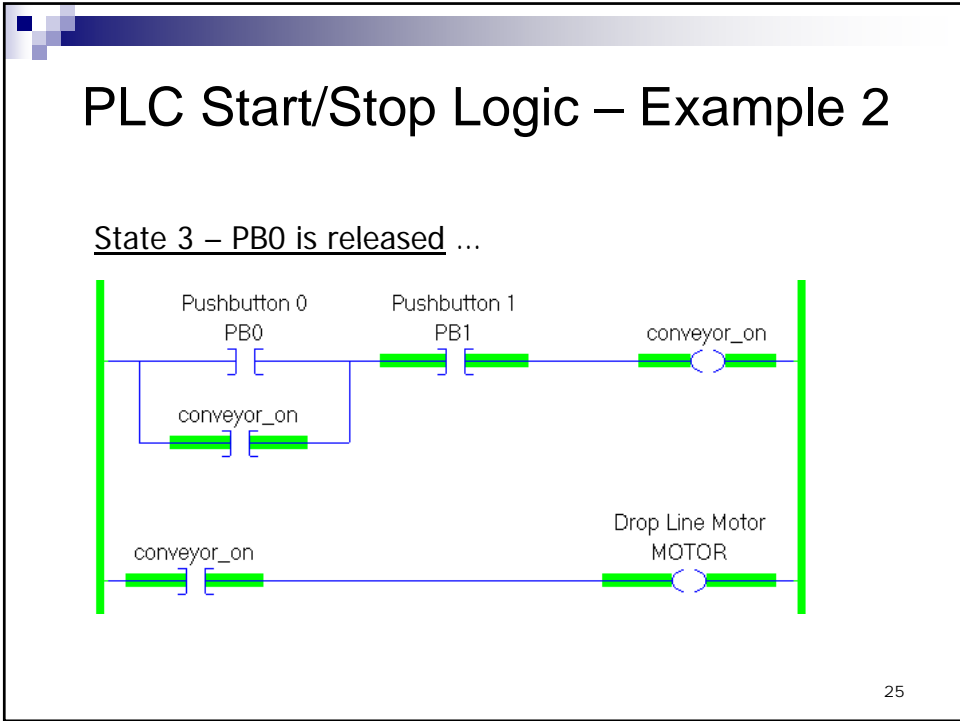 PLC Start/Stop Logic – Example 2
State 3 – PB0 is released ...
Pushbutton 0
PB0
Pushbutton 1
PB1
conveyor_on
conveyor_on
Drop Line Motor
MOTOR
conveyor_on
25